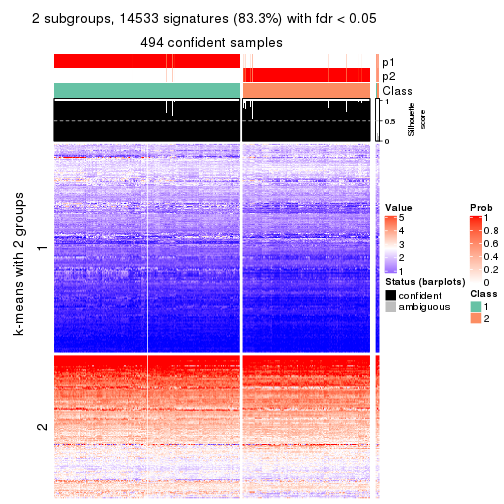 2 subgroups, 14533 signatures (83.3%) with fdr < 0.05
494 confident samples
p1
p2
Class
1
0.5
0
Silhouette
score
k-means with 2 groups
1
2
Value
5
4
3
2
1
Status (barplots)
confident
ambiguous
Prob
1
0.8
0.6
0.4
0.2
0
Class
1
2